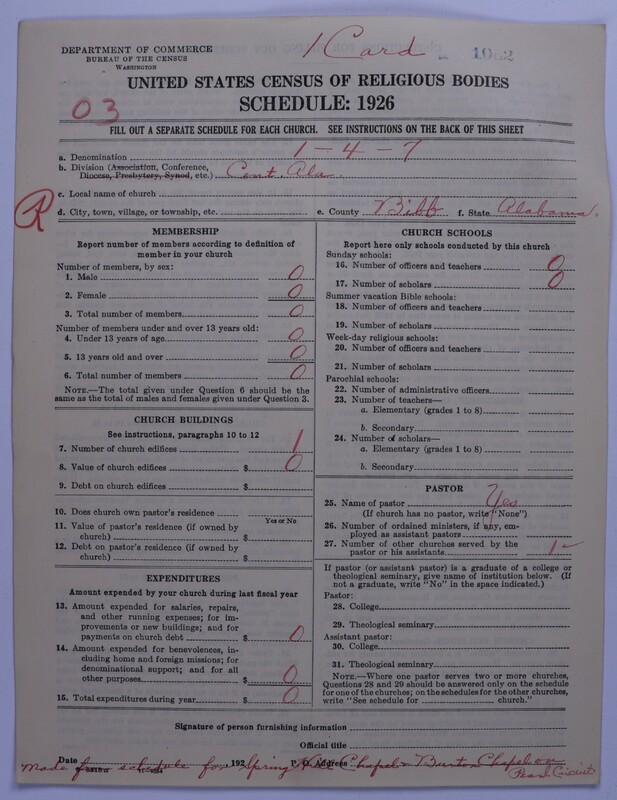 1 Card
DEPARTMENT OF COMMERCE
BUREAU OF THE CENSUS
WASHINGTON
UNITED STATES CENSUS OF RELIGIOUS BODIES
03
SCHEDULE: 1926
FILL OUT A SEPARATE SCHEDULE FOR EACH CHURCH. SEE INSTRUCTIONS ON THE BACK OF THIS SHEET
a. Denomination 1-4-7
b. Division (Association, Conference, Diocese, Presbytery, Synod, etc.) Cent. Ala.
c. Local name of church
R
d. City, town, village, or township, etc. e. County Bibb f. State Alabama.
MEMBERSHIP
Report number of members according to definition of
member in your church
Number of members, by sex:
1. Male 0
2. Female 0
3. Total number of members 0
Number of members under and over 13 years old:
4. Under 13 years of age 0
5. 13 years old and over 0
6. Total number of members 0
NOTE.—The total given under Question 6 should be
same as the total of males and females given under Question 3.
CHURCH BUILDINGS
See instructions, paragraphs 10 to 12
7. Number of church edifices 1
8. Value of church edifices $ 0
9. Debt on church edifices $
10. Does church own pastor's residence
Yes or No
11. Value of pastor's residence (if owned by
church) $
12. Debt on pastor's residence (if owned by
church) $
EXPENDITURES
Amount expended by your church during last fiscal year
13. Amount expended for salaries, repairs,
and other running expenses; for im-
provements or new buildings; and for
payments on church debt $ 0
14. Amount expended for benevolences, in-
cluding home and foreign missions; for
denominational support; and for all
other purposes $ 0
15. Total expenditures during year $ 0
CHURCH SCHOOLS
Report here only schools conducted by this church
Sunday schools:
16. Number of officers and teachers 0
17. Number of scholars 0
Summer vacation Bible schools:
18. Number of officers and teachers
19. Number of scholars
Week-day religious schools:
20. Number of officers and teachers
21. Number of scholars
Parochial schools:
22. Number of administrative officers
23. Number of teachers—
a. Elementary (grades 1 to 8)
b. Secondary
24. Number of scholars—
a. Elementary (grades 1 to 8)
b. Secondary
PASTOR
25. Name of pastor Yes
(If church has no pastor, write "None")
26. Number of ordained ministers, if any, em-
ployed as assistant pastors
27. Number of other churches served by the
pastor or his assistants 1-
If pastor (or assistant pastor) is a graduate of a college or
theological seminary, give name of institution below. (If
not a graduate, write "No" in the space indicated.)
Pastor:
28. College
29. Theological seminary
Assistant pastor:
30. College
31. Theological seminary
NOTE.—Where one pastor serves two or more churches,
Questions 28 and 29 should be answered only on the schedule
for one of the churches; on the schedules for the other churches,
write "See schedule for church."
Signature of person furnishing information
Official title
Date , 192 P. O. Address
Made from schedule for Spring Hill Chapel & Burton Chapel on
Pearl Circuit